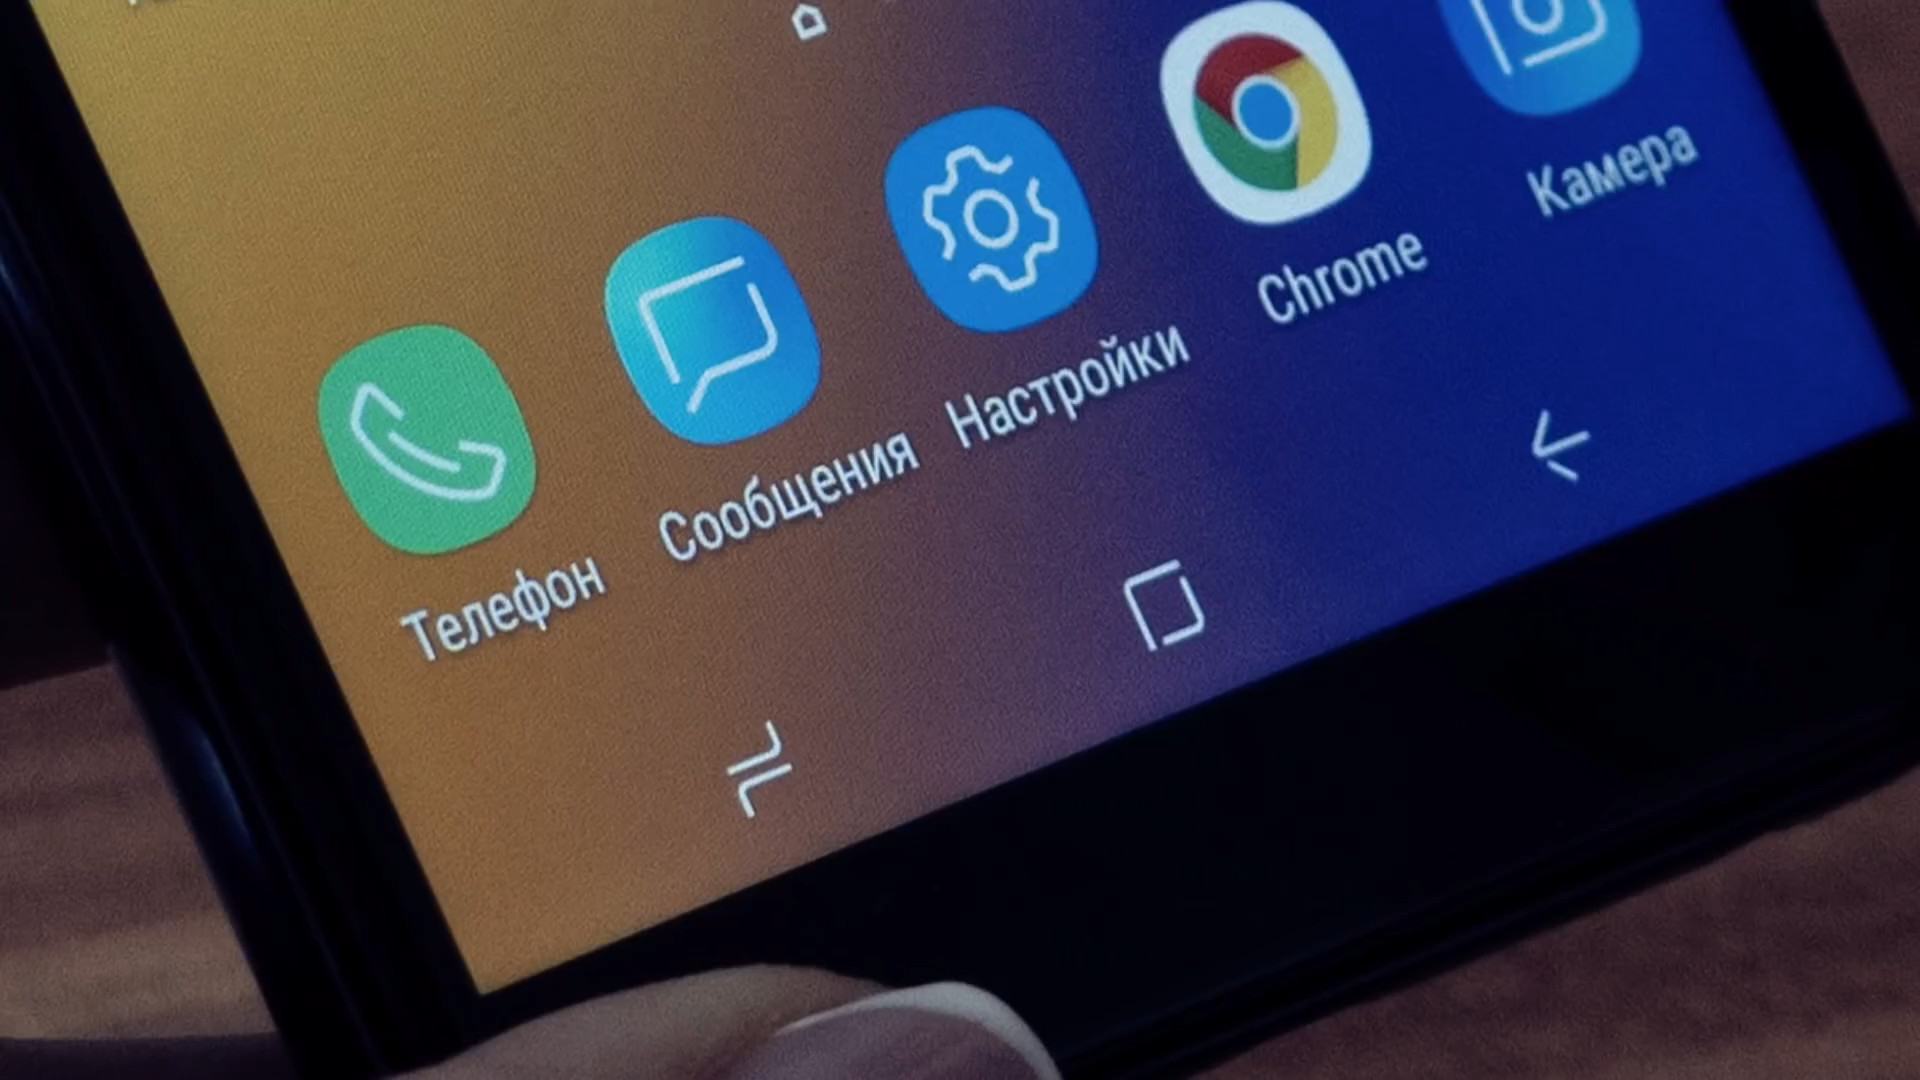 Телефон
Сообщения
Настройки
Chrome
Камера